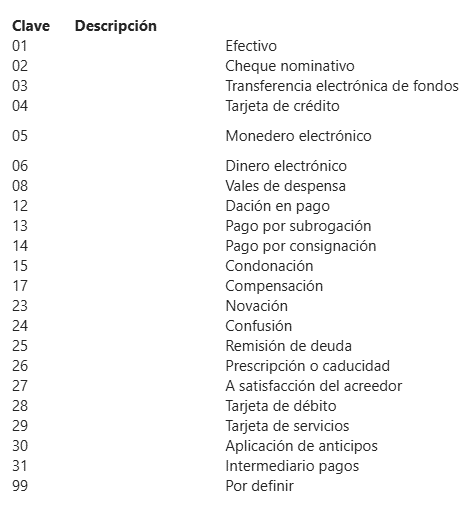 Clave Descripción
01 Efectivo
02 Cheque nominativo
03 Transferencia electrónica de fondos
04 Tarjeta de crédito
05 Monedero electrónico
06 Dinero electrónico
08 Vales de despensa
12 Dación en pago
13 Pago por subrogación
14 Pago por consignación
15 Condonación
17 Compensación
23 Novación
24 Confusión
25 Remisión de deuda
26 Prescripción o caducidad
27 A satisfacción del acreedor
28 Tarjeta de débito
29 Tarjeta de servicios
30 Aplicación de anticipos
31 Intermediario pagos
99 Por definir